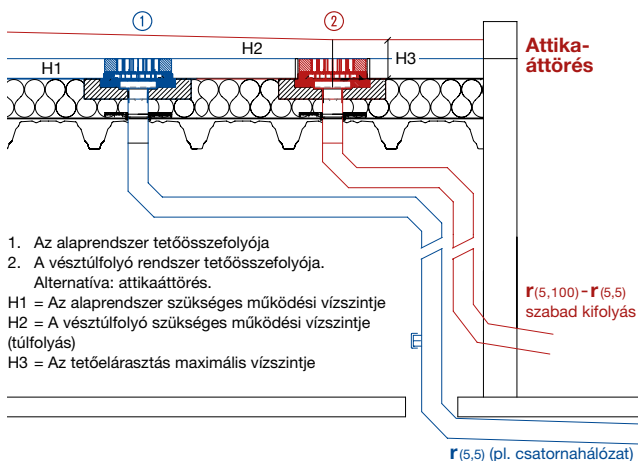 1
2
H2
H1
H3
Attika-
áttörés
1. Az alaprendszer tetőösszefolyója
2. A vésztúlfolyó rendszer tetőösszefolyója.
Alternatíva: attikaáttörés.
H1 = Az alaprendszer szükséges működési vízszintje
H2 = A vésztúlfolyó szükséges működési vízszintje
(túlfolyás)
H3 = Az tetőelárasztás maximális vízszintje
r(5,100) - r(5,5)
szabad kifolyás
r(5,5) (pl. csatornahálózat)